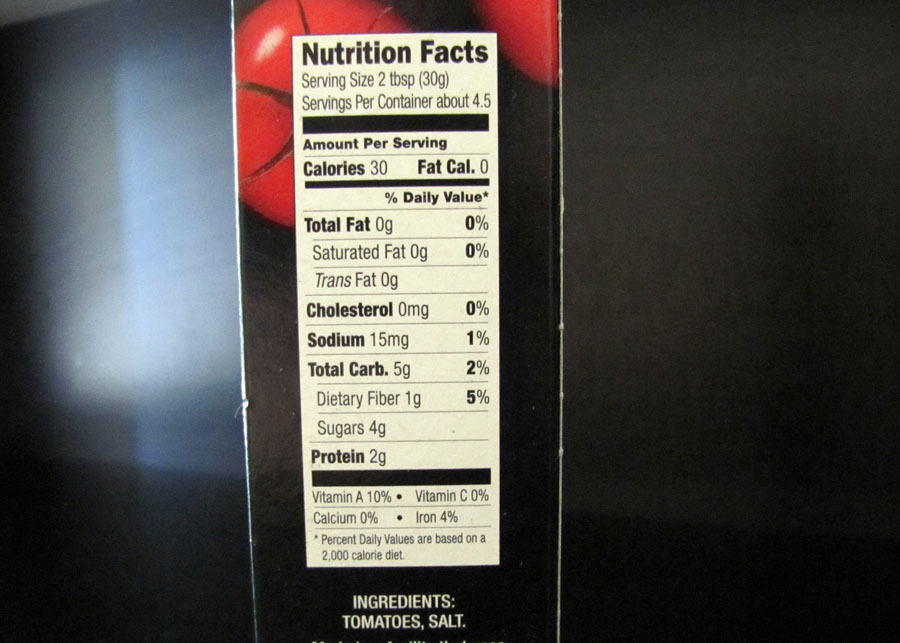 Nutrition Facts
Serving Size 2 tbsp (30g)
Servings Per Container about 4.5
Amount Per Serving
Calories 30 Fat Cal. 0
% Daily Value*
Total Fat 0g 0%
Saturated Fat 0g 0%
Trans Fat 0g
Cholesterol 0mg 0%
Sodium 15mg 1%
Total Carb. 5g 2%
Dietary Fiber 1g 5%
Sugars 4g
Protein 2g
Vitamin A 10% • Vitamin C 0%
Calcium 0% • Iron 4%
* Percent Daily Values are based on a
2,000 calorie diet.
INGREDIENTS:
TOMATOES, SALT.